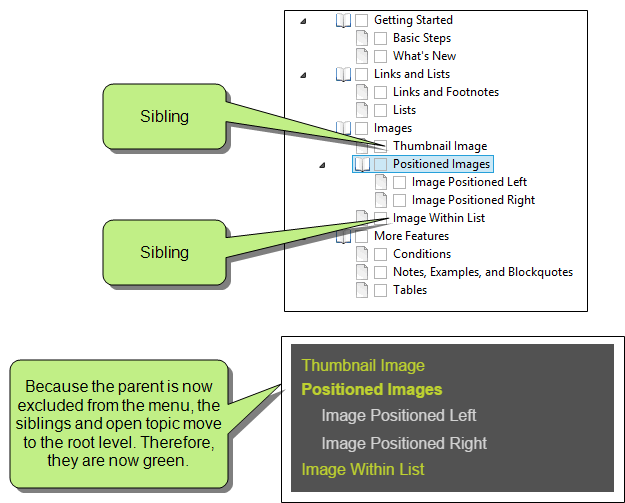 Getting Started
Basic Steps
What's New
Links and Lists
Links and Footnotes
Lists
Images
Thumbnail Image
Positioned Images
Image Positioned Left
Image Positioned Right
Image Within List
More Features
Conditions
Notes, Examples, and Blockquotes
Tables
Sibling
Sibling
Because the parent is now
excluded from the menu, the
siblings and open topic move
to the root level. Therefore,
they are now green.
Thumbnail Image
Positioned Images
Image Positioned Left
Image Positioned Right
Image Within List